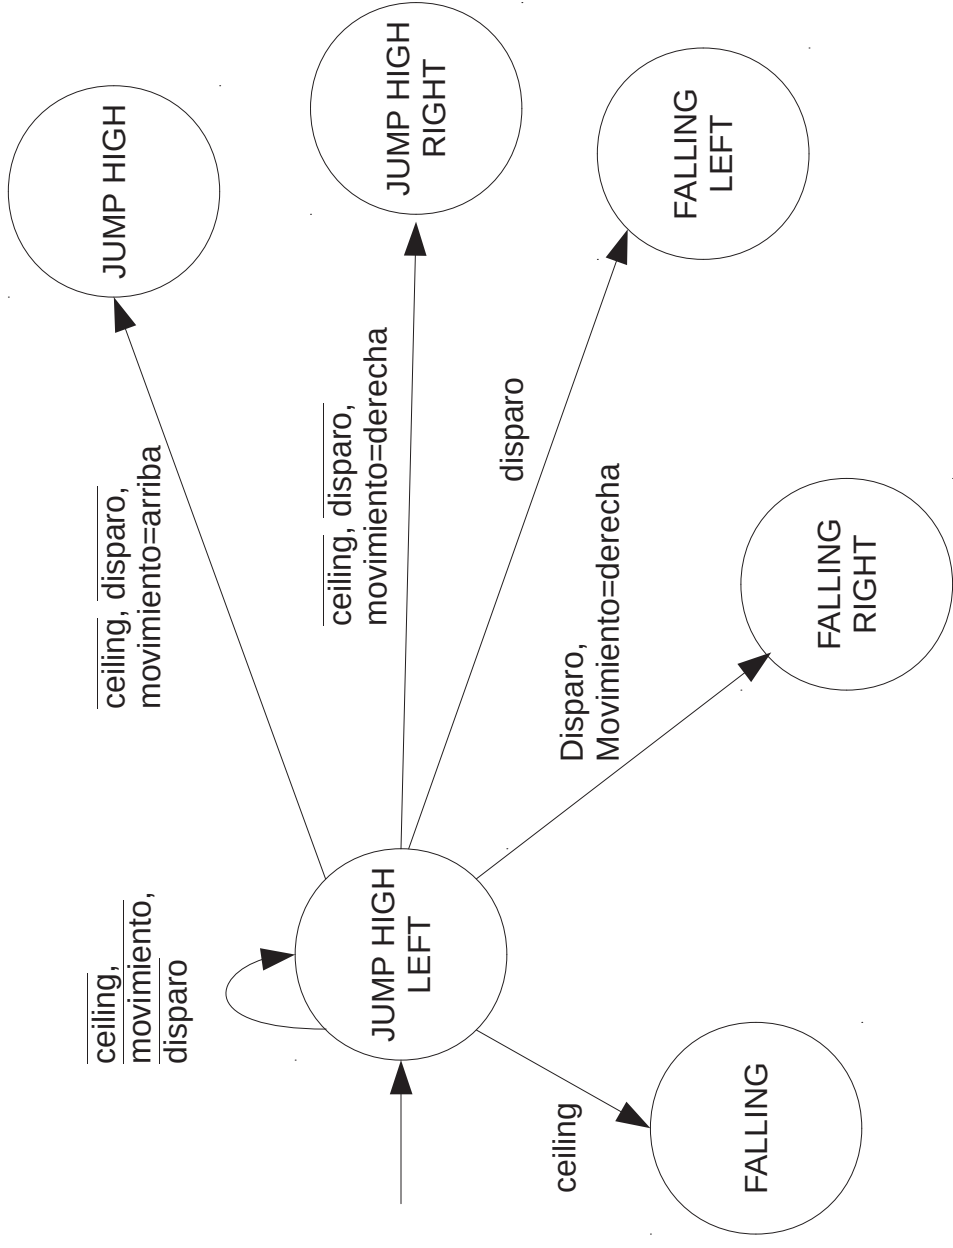 ceiling,
movimiento,
disparo
ceiling, disparo,
movimiento=arriba
JUMP HIGH
JUMP HIGH
LEFT
ceiling, disparo,
movimiento=derecha
JUMP HIGH
RIGHT
disparo
FALLING
LEFT
Disparo,
Movimiento=derecha
FALLING
RIGHT
ceiling
FALLING